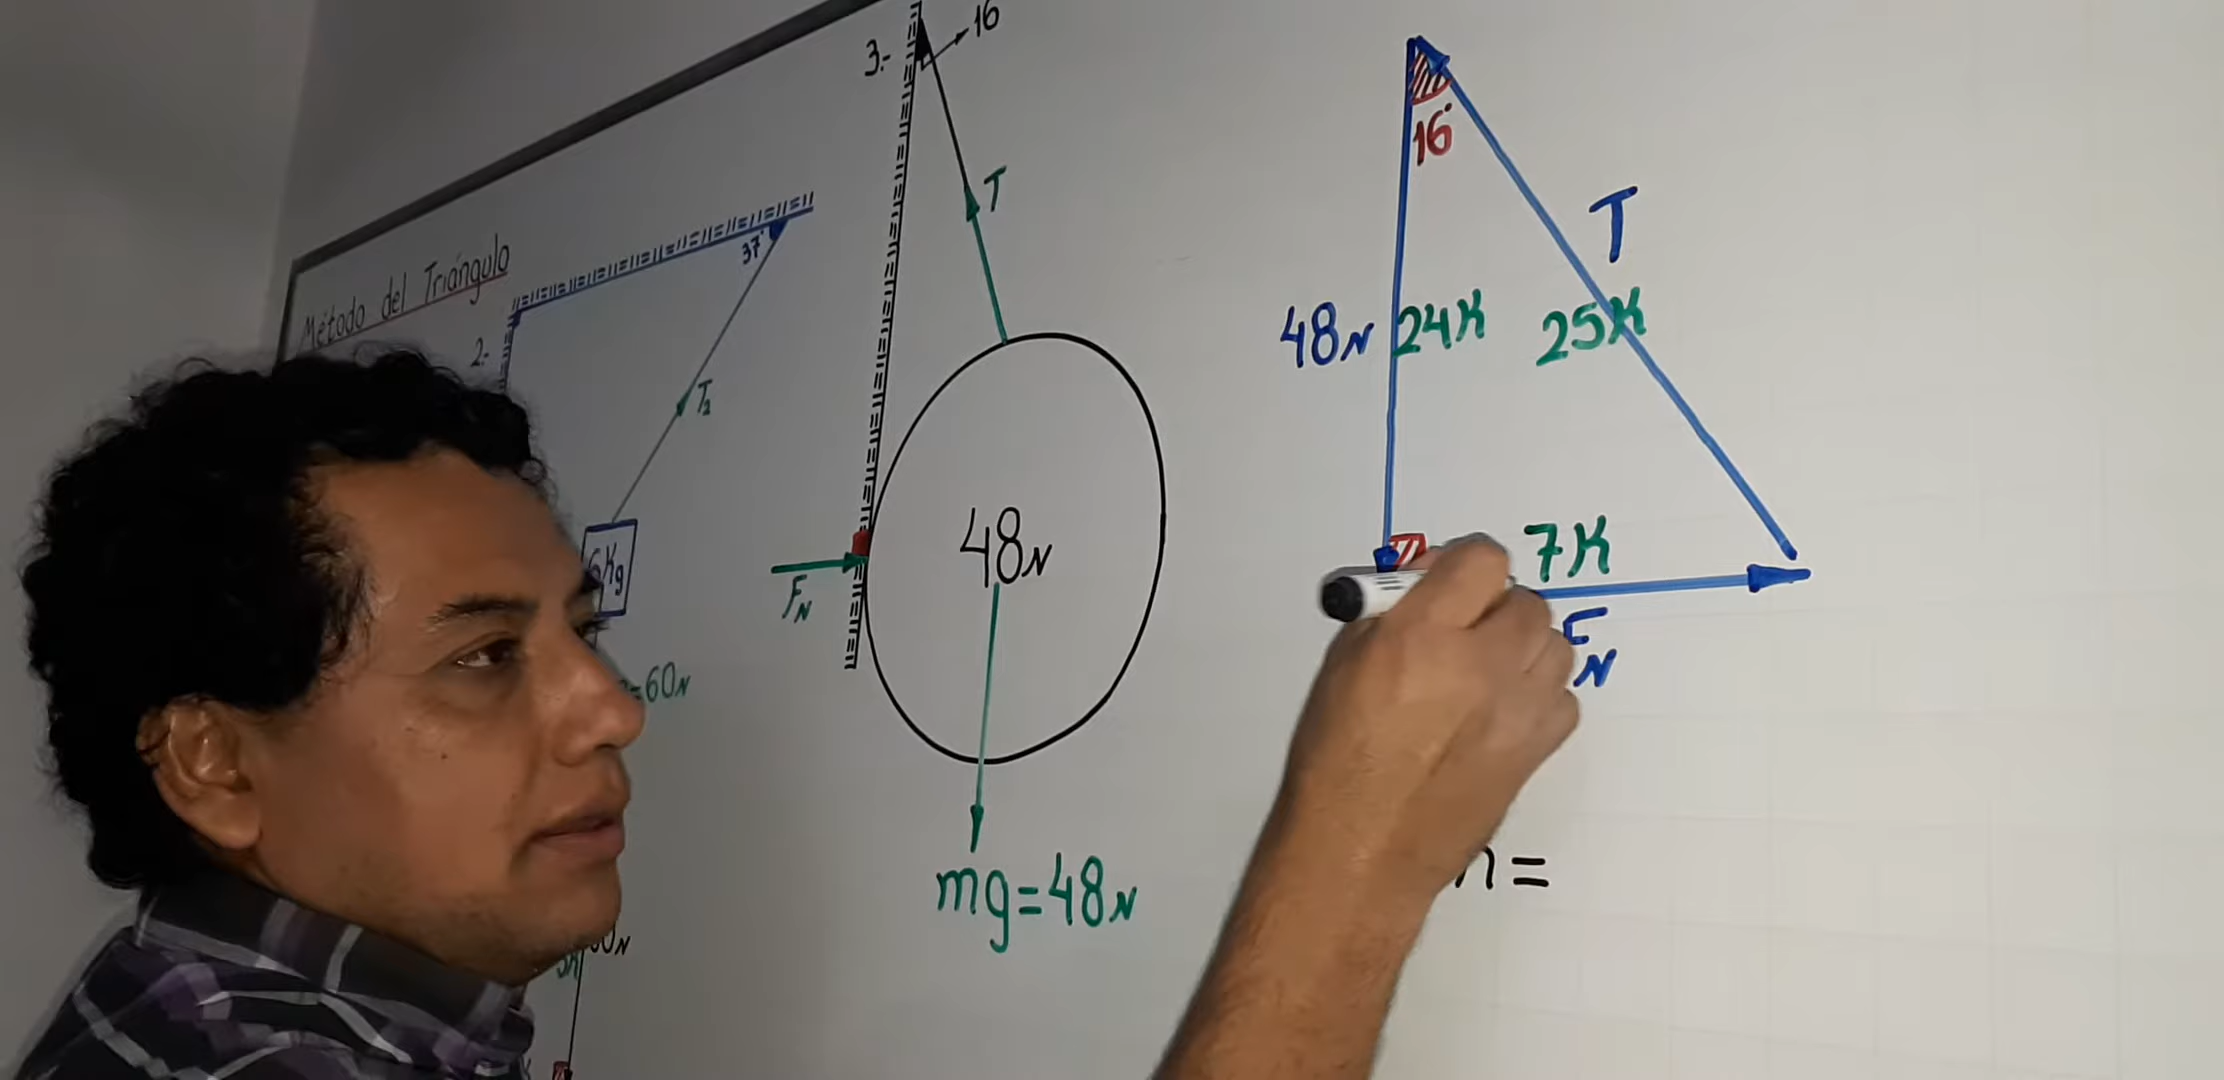 Método del Triángulo
2.-
37°
T₂
6Kg
=60N
3.-
16
T
F_N
48N
mg=48N
16°
T
48N 24K 25K
7K
F_N
=